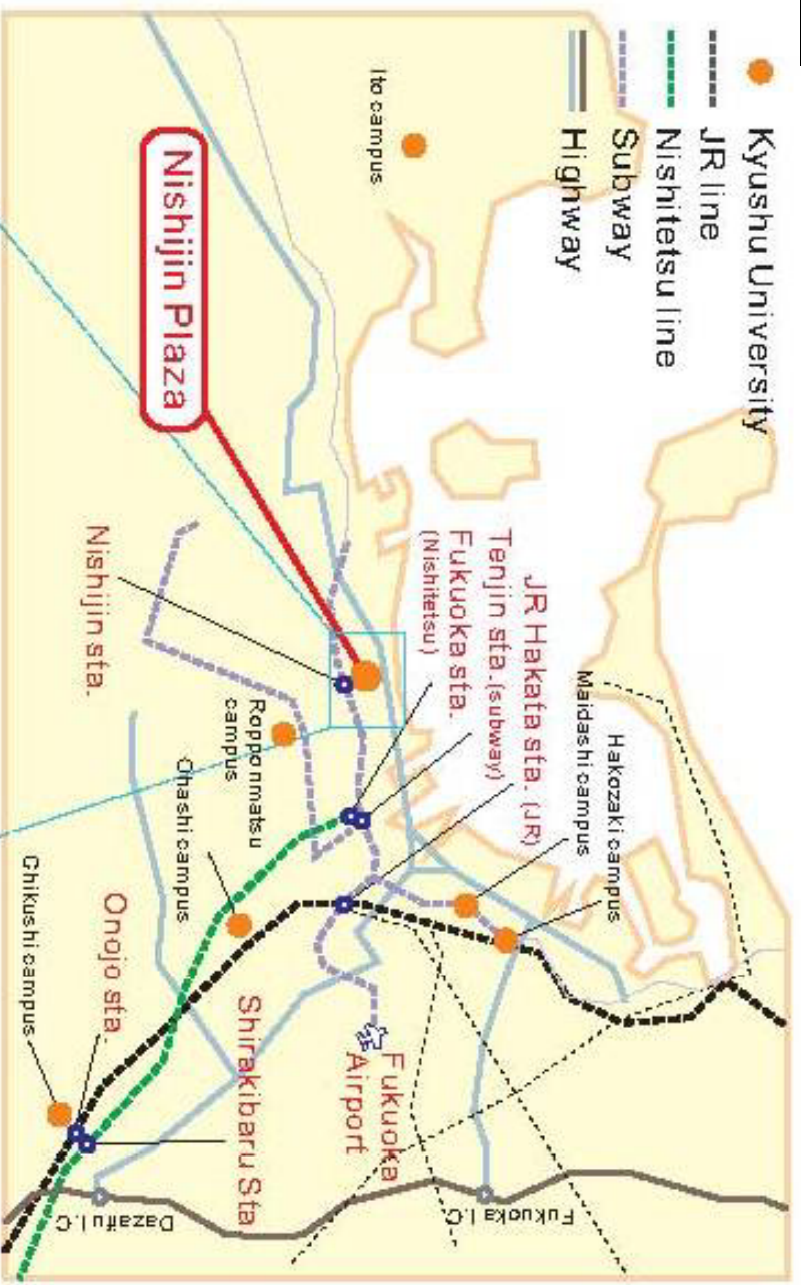 Kyushu University
JR line
Nishitetsu line
Subway
Highway
Ito campus
Nishijin Plaza
JR Hakata sta. (JR)
Tenjin sta. (subway)
Fukuoka sta.
(Nishitetsu)
Nishijin sta.
Hakozaki campus
Maidashi campus
Ropponmatsu
campus
Ohashi campus
Fukuoka
Airport
Shirakibaru Sta
Onojo sta.
Chikushi campus
Fukuoka I.C
Dazaifu I.C